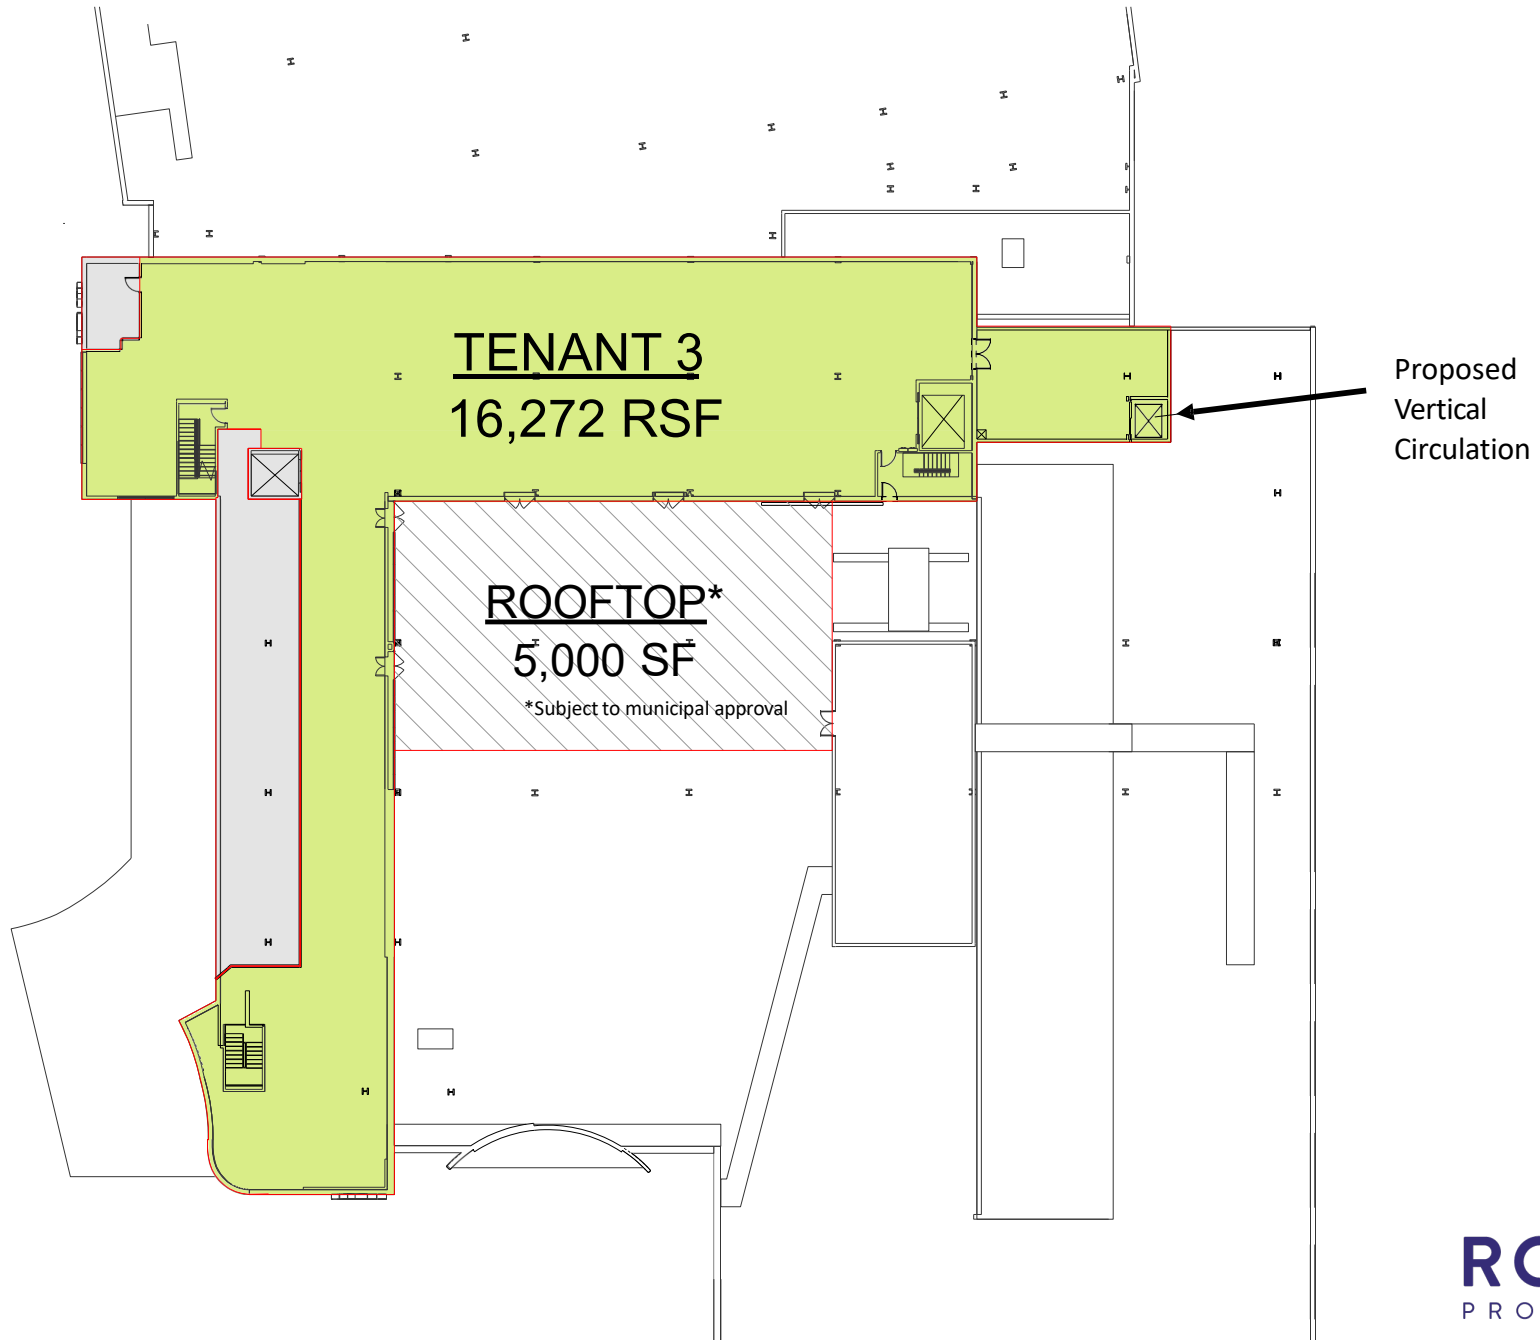 TENANT 3
16,272 RSF
Proposed
Vertical
Circulation
ROOFTOP*
5,000 SF
*Subject to municipal approval